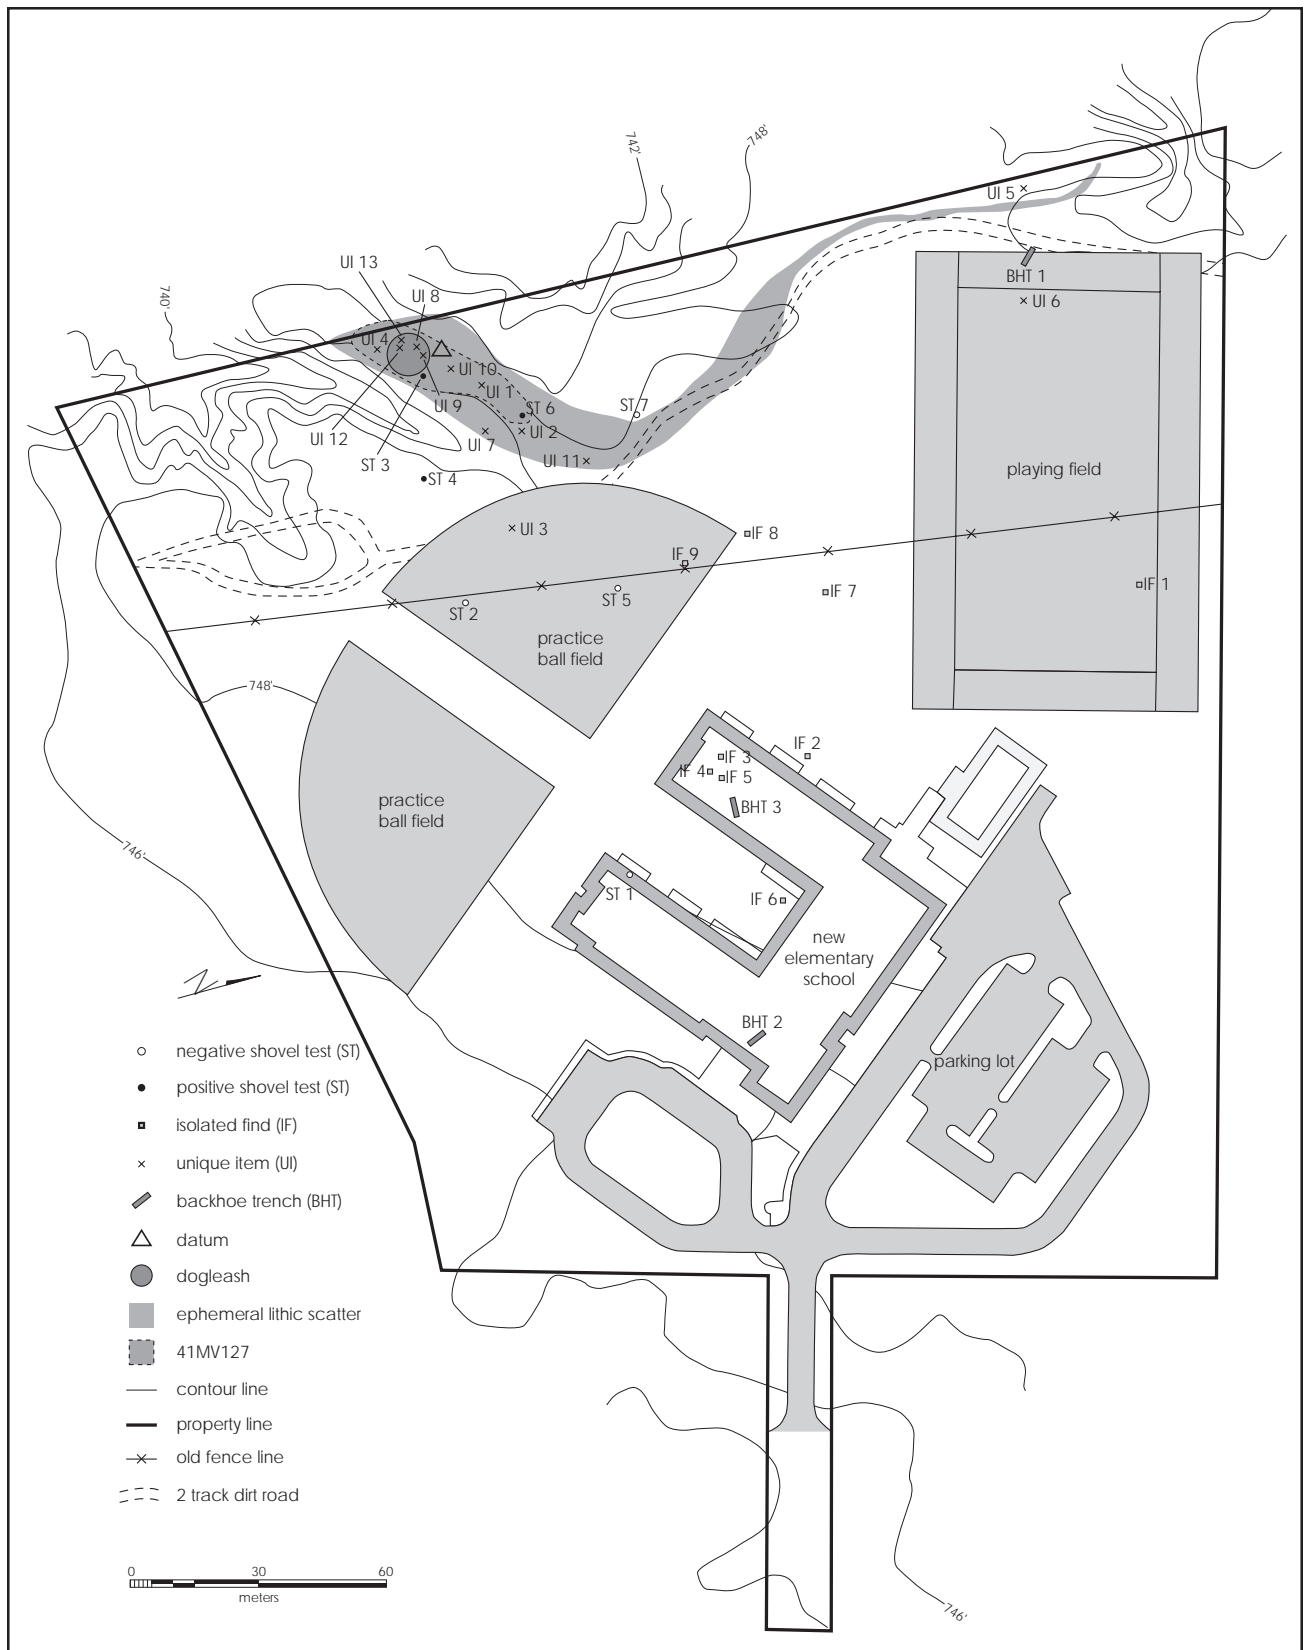 742'
748'
UI 5
UI 13
UI 8
740'
BHT 1
UI 6
UI 4
UI 10
UI 1
UI 9
ST 6
ST 7
UI 12
UI 7
UI 2
ST 3
UI 11
ST 4
playing field
UI 3
IF 8
IF 9
IF 7
IF 1
ST 2
ST 5
practice
ball field
748'
IF 2
IF 3
IF 4
IF 5
practice
ball field
BHT 3
746'
ST 1
IF 6
new
elementary
school
N
BHT 2
parking lot
negative shovel test (ST)
positive shovel test (ST)
isolated find (IF)
unique item (UI)
backhoe trench (BHT)
datum
dogleash
ephemeral lithic scatter
41MV127
contour line
property line
old fence line
2 track dirt road
0 30 60
meters
746'